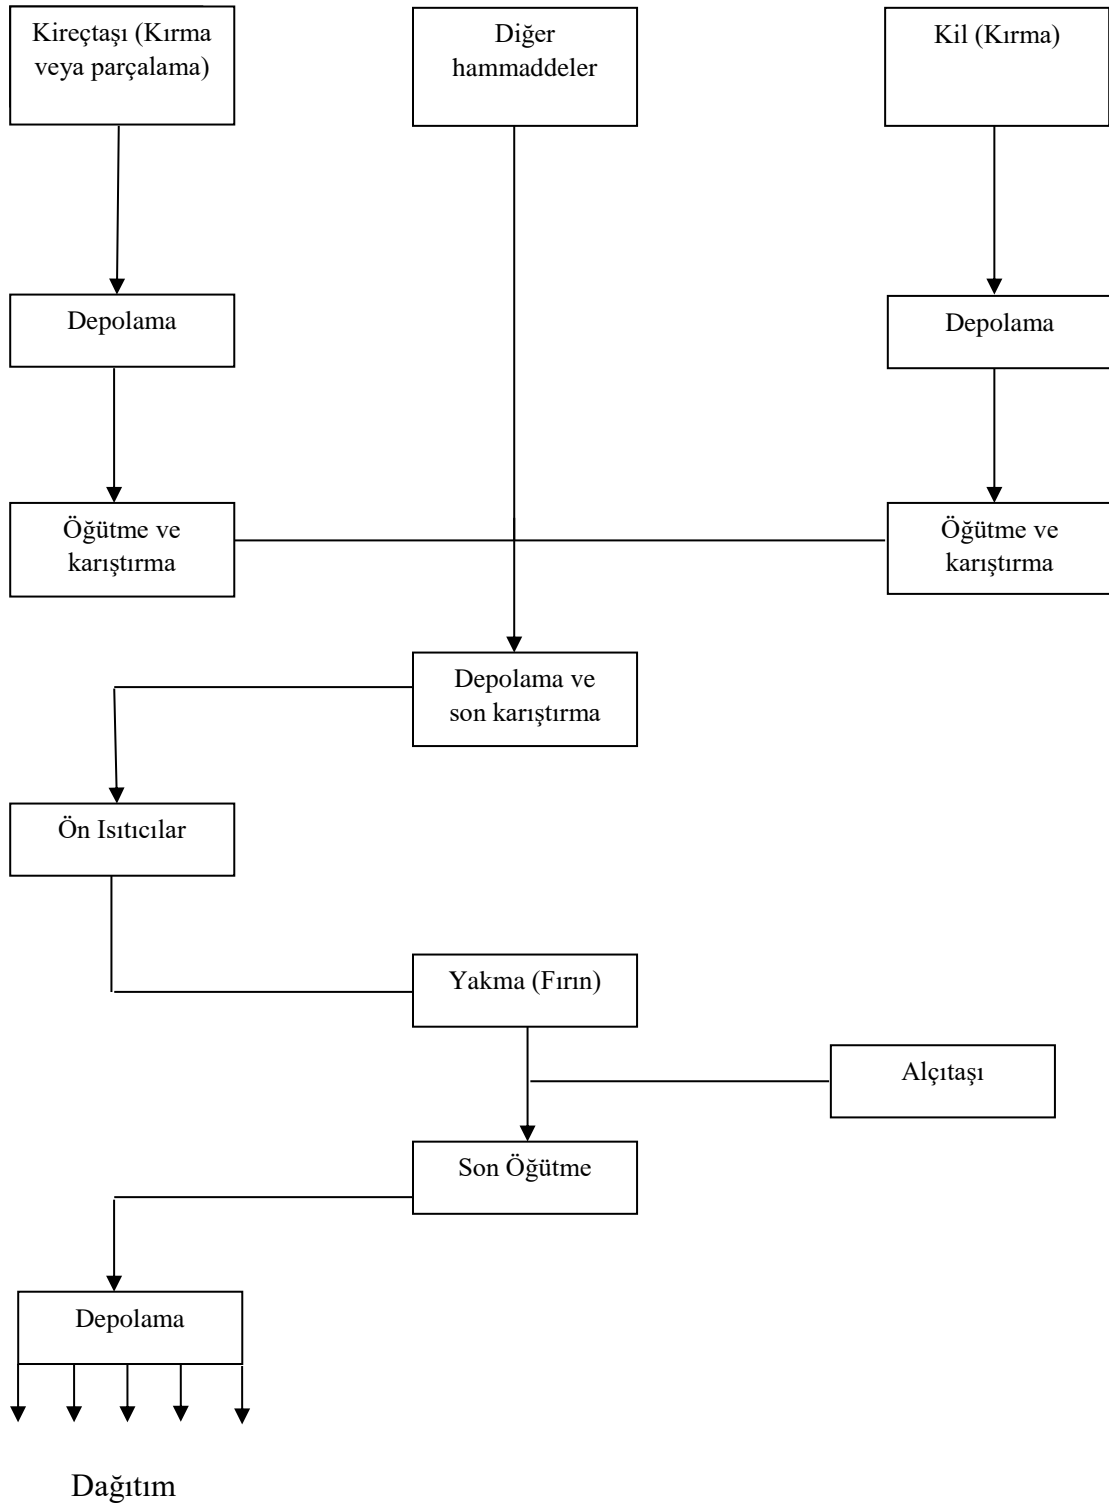 Kireçtaşı (Kırma
veya parçalama)
Diğer
hammaddeler
Kil (Kırma)
Depolama
Depolama
Öğütme ve
karıştırma
Öğütme ve
karıştırma
Depolama ve
son karıştırma
Ön Isıtıcılar
Yakma (Fırın)
Alçıtaşı
Son Öğütme
Depolama
Dağıtım